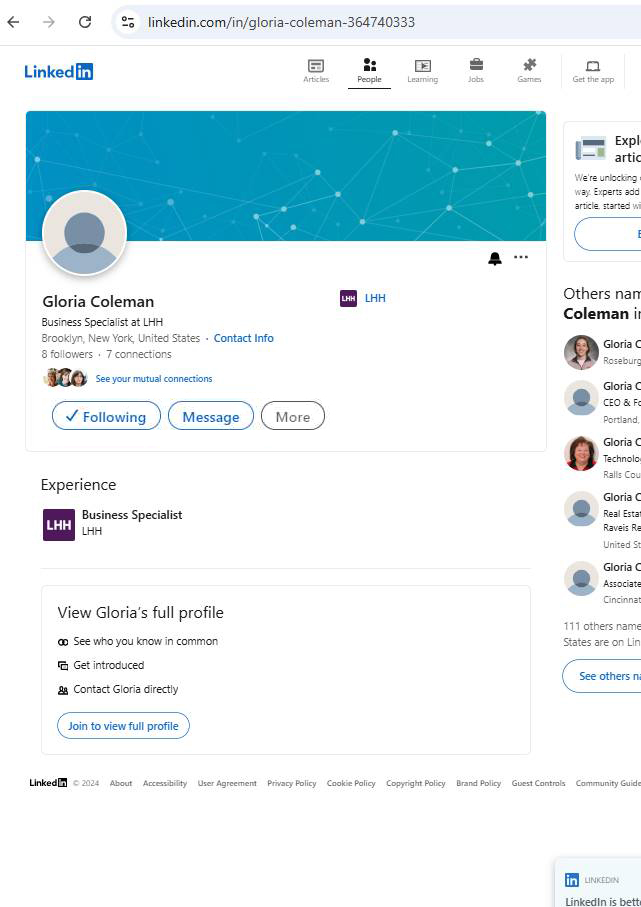 linkedin.com/in/gloria-coleman-364740333
Linked in
Articles
People
Learning
Jobs
Games
Get the app
Gloria Coleman
LHH
LHH
Business Specialist at LHH
Brooklyn, New York, United States · Contact Info
8 followers · 7 connections
See your mutual connections
Following
Message
More
Experience
LHH
Business Specialist
LHH
View Gloria's full profile
See who you know in common
Get introduced
Contact Gloria directly
Join to view full profile
Expl
artic
We're unlocking
way. Experts add
article, started wi
E
Others nam
Coleman in
Gloria C
Roseburg
Gloria C
CEO & Fo
Portland,
Gloria C
Technolo
Ralls Cou
Gloria C
Real Esta
Raveis Re
United St
Gloria C
Associate
Cincinnat
111 others name
States are on Lin
See others na
Linked in © 2024 About Accessibility User Agreement Privacy Policy Cookie Policy Copyright Policy Brand Policy Guest Controls Community Guide
in LINKEDIN
LinkedIn is bett